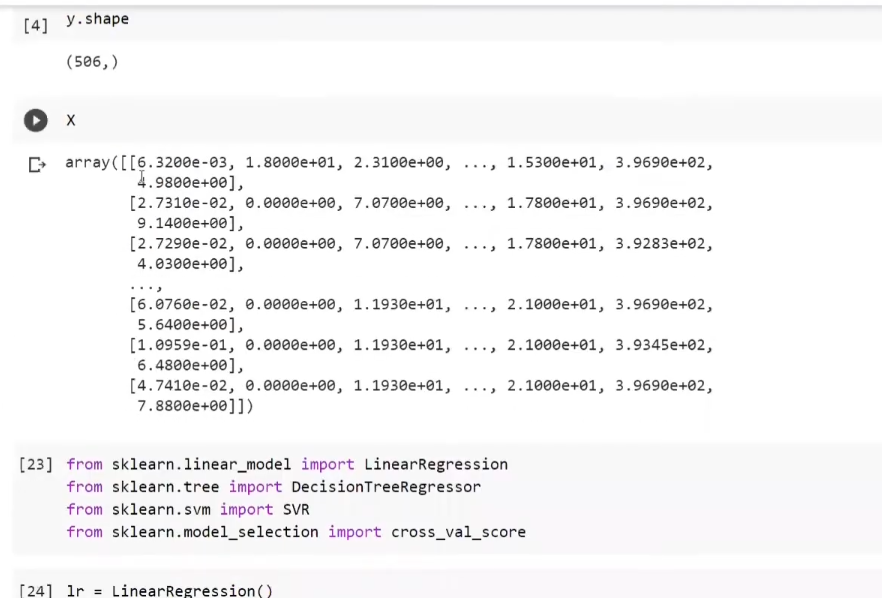 [4] y.shape
(506,)
X
array([[6.3200e-03, 1.8000e+01, 2.3100e+00, ..., 1.5300e+01, 3.9690e+02,
4.9800e+00],
[2.7310e-02, 0.0000e+00, 7.0700e+00, ..., 1.7800e+01, 3.9690e+02,
9.1400e+00],
[2.7290e-02, 0.0000e+00, 7.0700e+00, ..., 1.7800e+01, 3.9283e+02,
4.0300e+00],
...,
[6.0760e-02, 0.0000e+00, 1.1930e+01, ..., 2.1000e+01, 3.9690e+02,
5.6400e+00],
[1.0959e-01, 0.0000e+00, 1.1930e+01, ..., 2.1000e+01, 3.9345e+02,
6.4800e+00],
[4.7410e-02, 0.0000e+00, 1.1930e+01, ..., 2.1000e+01, 3.9690e+02,
7.8800e+00]])
[23] from sklearn.linear_model import LinearRegression
from sklearn.tree import DecisionTreeRegressor
from sklearn.svm import SVR
from sklearn.model_selection import cross_val_score
[24] lr = LinearRegression()